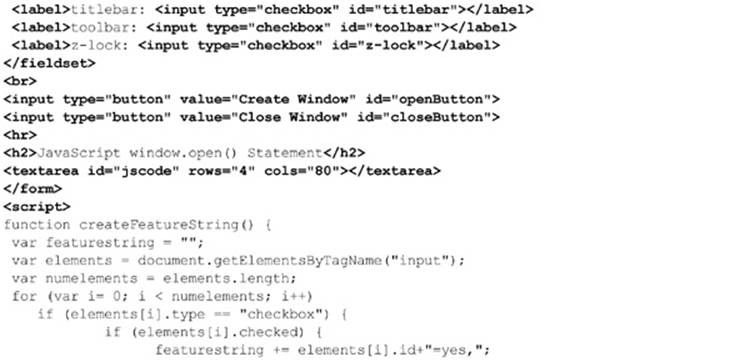 <label>titlebar: <input type="checkbox" id="titlebar"></label>
<label>toolbar: <input type="checkbox" id="toolbar"></label>
<label>z-lock: <input type="checkbox" id="z-lock"></label>
</fieldset>
<br>
<input type="button" value="Create Window" id="openButton">
<input type="button" value="Close Window" id="closeButton">
<hr>
<h2>JavaScript window.open() Statement</h2>
<textarea id="jscode" rows="4" cols="80"></textarea>
</form>
<script>
function createFeatureString() {
var featurestring = "";
var elements = document.getElementsByTagName("input");
var numelements = elements.length;
for (var i= 0; i < numelements; i++)
if (elements[i].type == "checkbox") {
if (elements[i].checked) {
featurestring += elements[i].id+"=yes,";